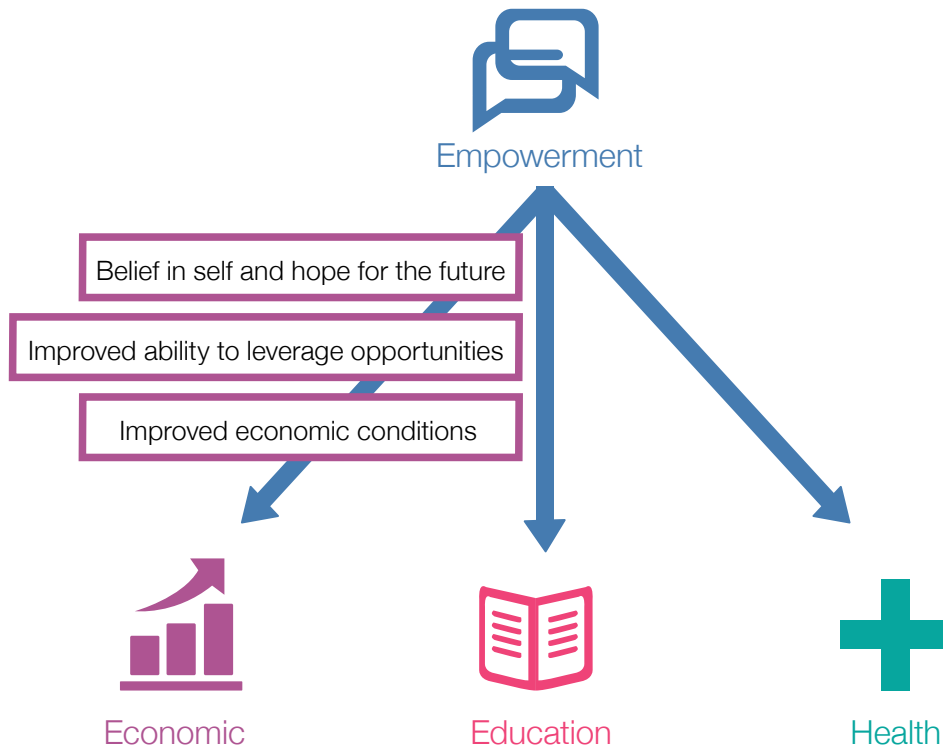 Empowerment
Belief in self and hope for the future
Improved ability to leverage opportunities
Improved economic conditions
Economic
Education
Health